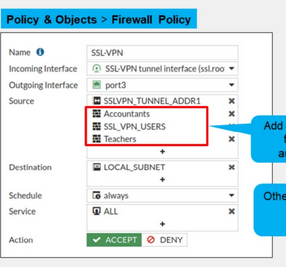 Policy & Objects > Firewall Policy
Name SSL-VPN
Incoming Interface SSL-VPN tunnel interface (ssl.roo
Outgoing Interface port3
Source SSLVPN_TUNNEL_ADDR1
Accountants
SSL_VPN_USERS
Teachers
+
Add
Destination LOCAL_SUBNET
+
Othe
Schedule always
Service ALL
+
Action ACCEPT DENY